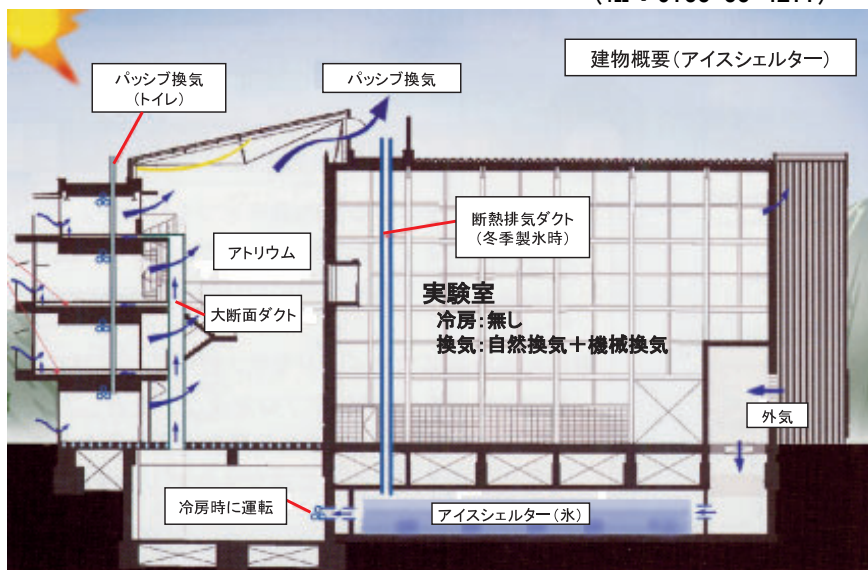 建物概要(アイスシェルター)
パッシブ換気
(トイレ)
パッシブ換気
断熱排気ダクト
(冬季製氷時)
アトリウム
大断面ダクト
実験室
冷房:無し
換気:自然換気+機械換気
外気
冷房時に運転
アイスシェルター(氷)